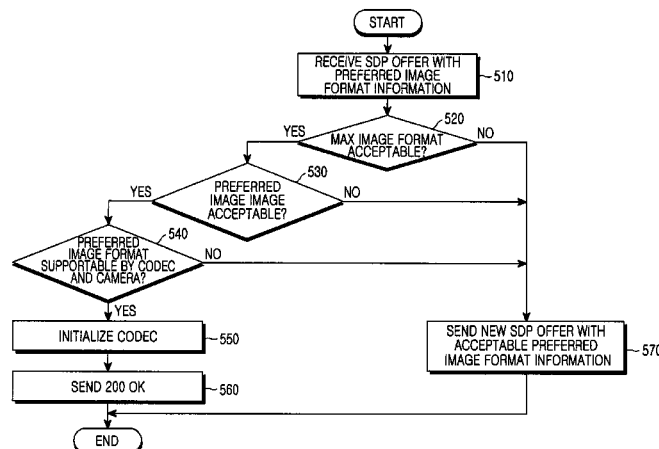 START
RECEIVE SDP OFFER WITH
PREFERRED IMAGE
FORMAT INFORMATION
510
520
YES
MAX IMAGE FORMAT
ACCEPTABLE?
NO
530
YES
PREFERRED
IMAGE IMAGE
ACCEPTABLE?
NO
540
PREFERRED
IMAGE FORMAT
SUPPORTABLE BY CODEC
AND CAMERA?
NO
YES
INITIALIZE CODEC
550
SEND NEW SDP OFFER WITH
ACCEPTABLE PREFERRED
IMAGE FORMAT INFORMATION
570
SEND 200 OK
560
END